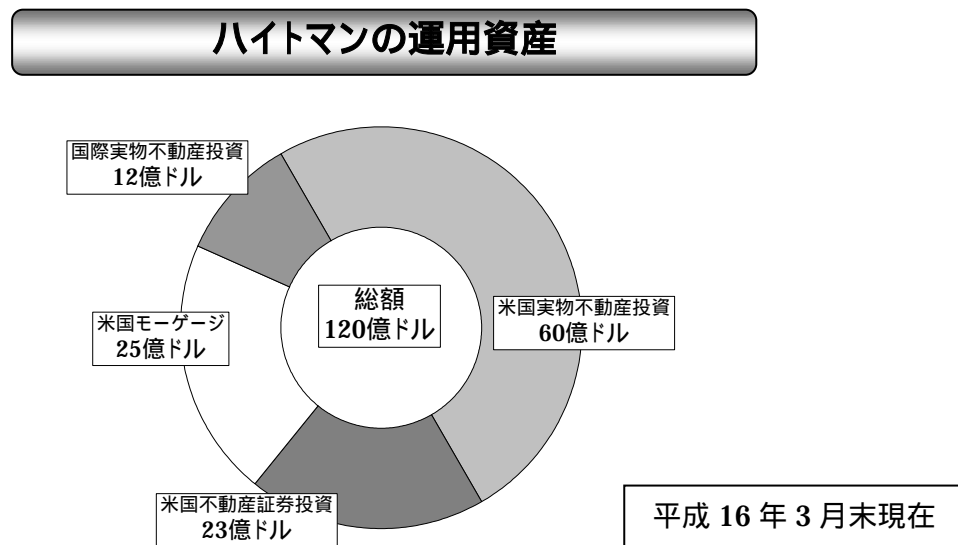 ハイトマンの運用資産
国際実物不動産投資
12億ドル
総額
120億ドル
米国実物不動産投資
60億ドル
米国モーゲージ
25億ドル
米国不動産証券投資
23億ドル
平成 16 年 3 月末現在